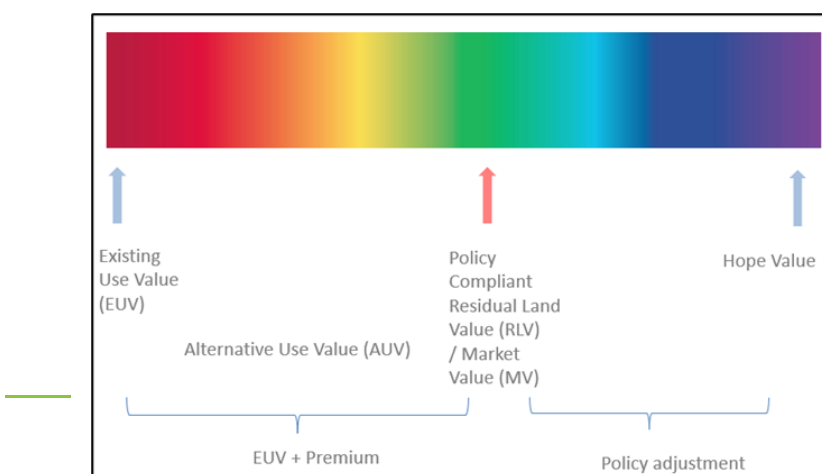 Existing
Use Value
(EUV)
Policy
Compliant
Residual Land
Value (RLV)
/ Market
Value (MV)
Hope Value
Alternative Use Value (AUV)
EUV + Premium
Policy adjustment